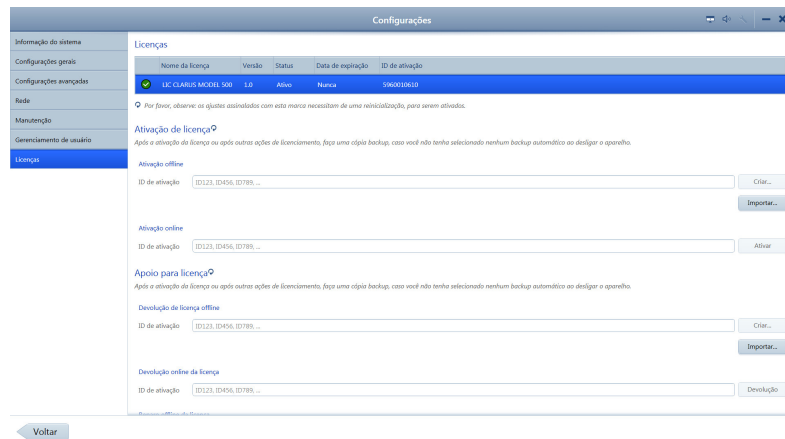 Configurações
Informação do sistema
Configurações gerais
Configurações avançadas
Rede
Manutenção
Gerenciamento de usuário
Licenças
Licenças
Nome da licença Versão Status Data de expiração ID de ativação
LIC CLARUS MODEL 500 1.0 Ativo Nunca 5960010610
Por favor, observe: os ajustes assinalados com esta marca necessitam de uma reinicialização, para serem ativados.
Ativação de licença
Após a ativação da licença ou após outras ações de licenciamento, faça uma cópia backup, caso você não tenha selecionado nenhum backup automático ao desligar o aparelho.
Ativação offline
ID de ativação ID123, ID456, ID789, ... Criar...
Importar...
Ativação online
ID de ativação ID123, ID456, ID789, ... Ativar
Apoio para licença
Após a ativação da licença ou após outras ações de licenciamento, faça uma cópia backup, caso você não tenha selecionado nenhum backup automático ao desligar o aparelho.
Devolução de licença offline
ID de ativação ID123, ID456, ID789, ... Criar...
Importar...
Devolução online da licença
ID de ativação ID123, ID456, ID789, ... Devolução
Voltar